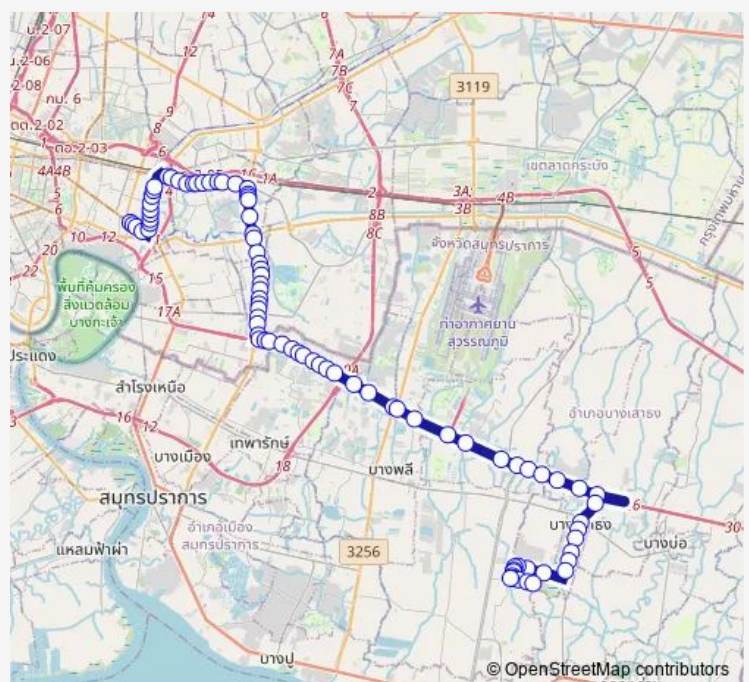 น.2-07
น.2-06
2-08
กม. 6
ตต.2-02
ตอ.2-03
14
14
12
9
8
6
7A
7B
7C
7
3119
เขตลาดกระบัง
4A4B
16
1A
2
3A
4B
3B
8B
8C
กรุงเทพมหาน
จังหวัดสมุทรปราการ
10
12
1
4
5
6
22
20
15
17A
พื้นที่คุ้มครอง
สิ่งแวดล้อม
บางกะเจ้า
ท่าอากาศยาน
สุวรรณภูมิ
5
5
ประแดง
สำโรงเหนือ
9A
อำเภอบางเสาธง
3
16
12
เทพารักษ์
บางเมือง
18
บางพลี
สมุทรปราการ
6
30
บางบ่อ
อำเภอเมือง
สมุทรปราการ
แหลมฟ้าผ่า
3256
บางปู
© OpenStreetMap contributors